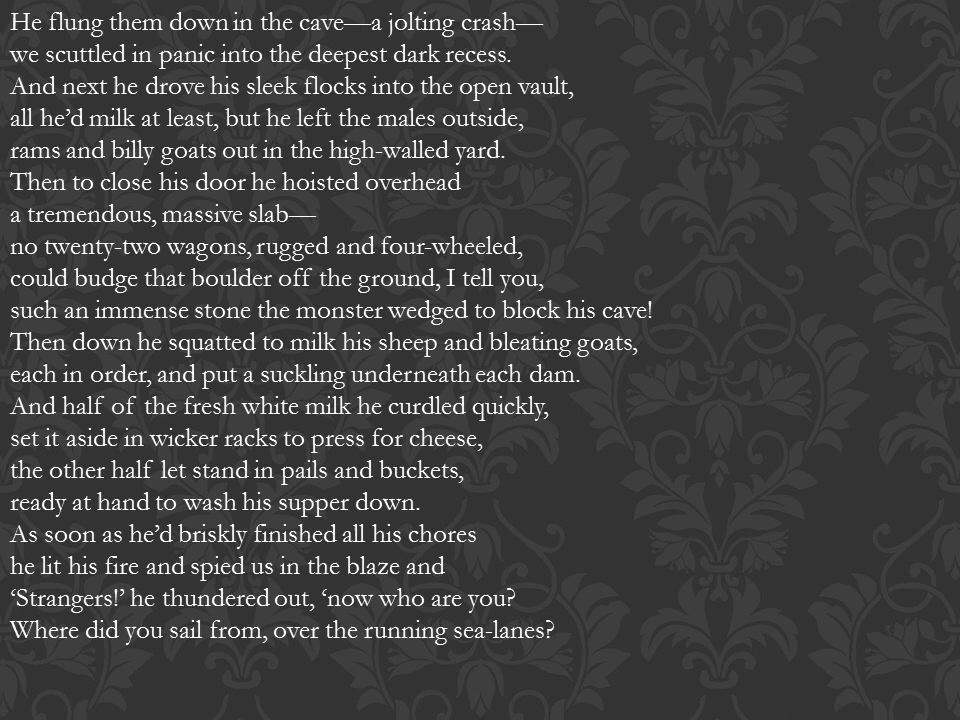 He flung them down in the cave—a jolting crash—
we scuttled in panic into the deepest dark recess.
And next he drove his sleek flocks into the open vault,
all he’d milk at least, but he left the males outside,
rams and billy goats out in the high-walled yard.
Then to close his door he hoisted overhead
a tremendous, massive slab—
no twenty-two wagons, rugged and four-wheeled,
could budge that boulder off the ground, I tell you,
such an immense stone the monster wedged to block his cave!
Then down he squatted to milk his sheep and bleating goats,
each in order, and put a suckling underneath each dam.
And half of the fresh white milk he curdled quickly,
set it aside in wicker racks to press for cheese,
the other half let stand in pails and buckets,
ready at hand to wash his supper down.
As soon as he’d briskly finished all his chores
he lit his fire and spied us in the blaze and
‘Strangers!’ he thundered out, ‘now who are you?
Where did you sail from, over the running sea-lanes?